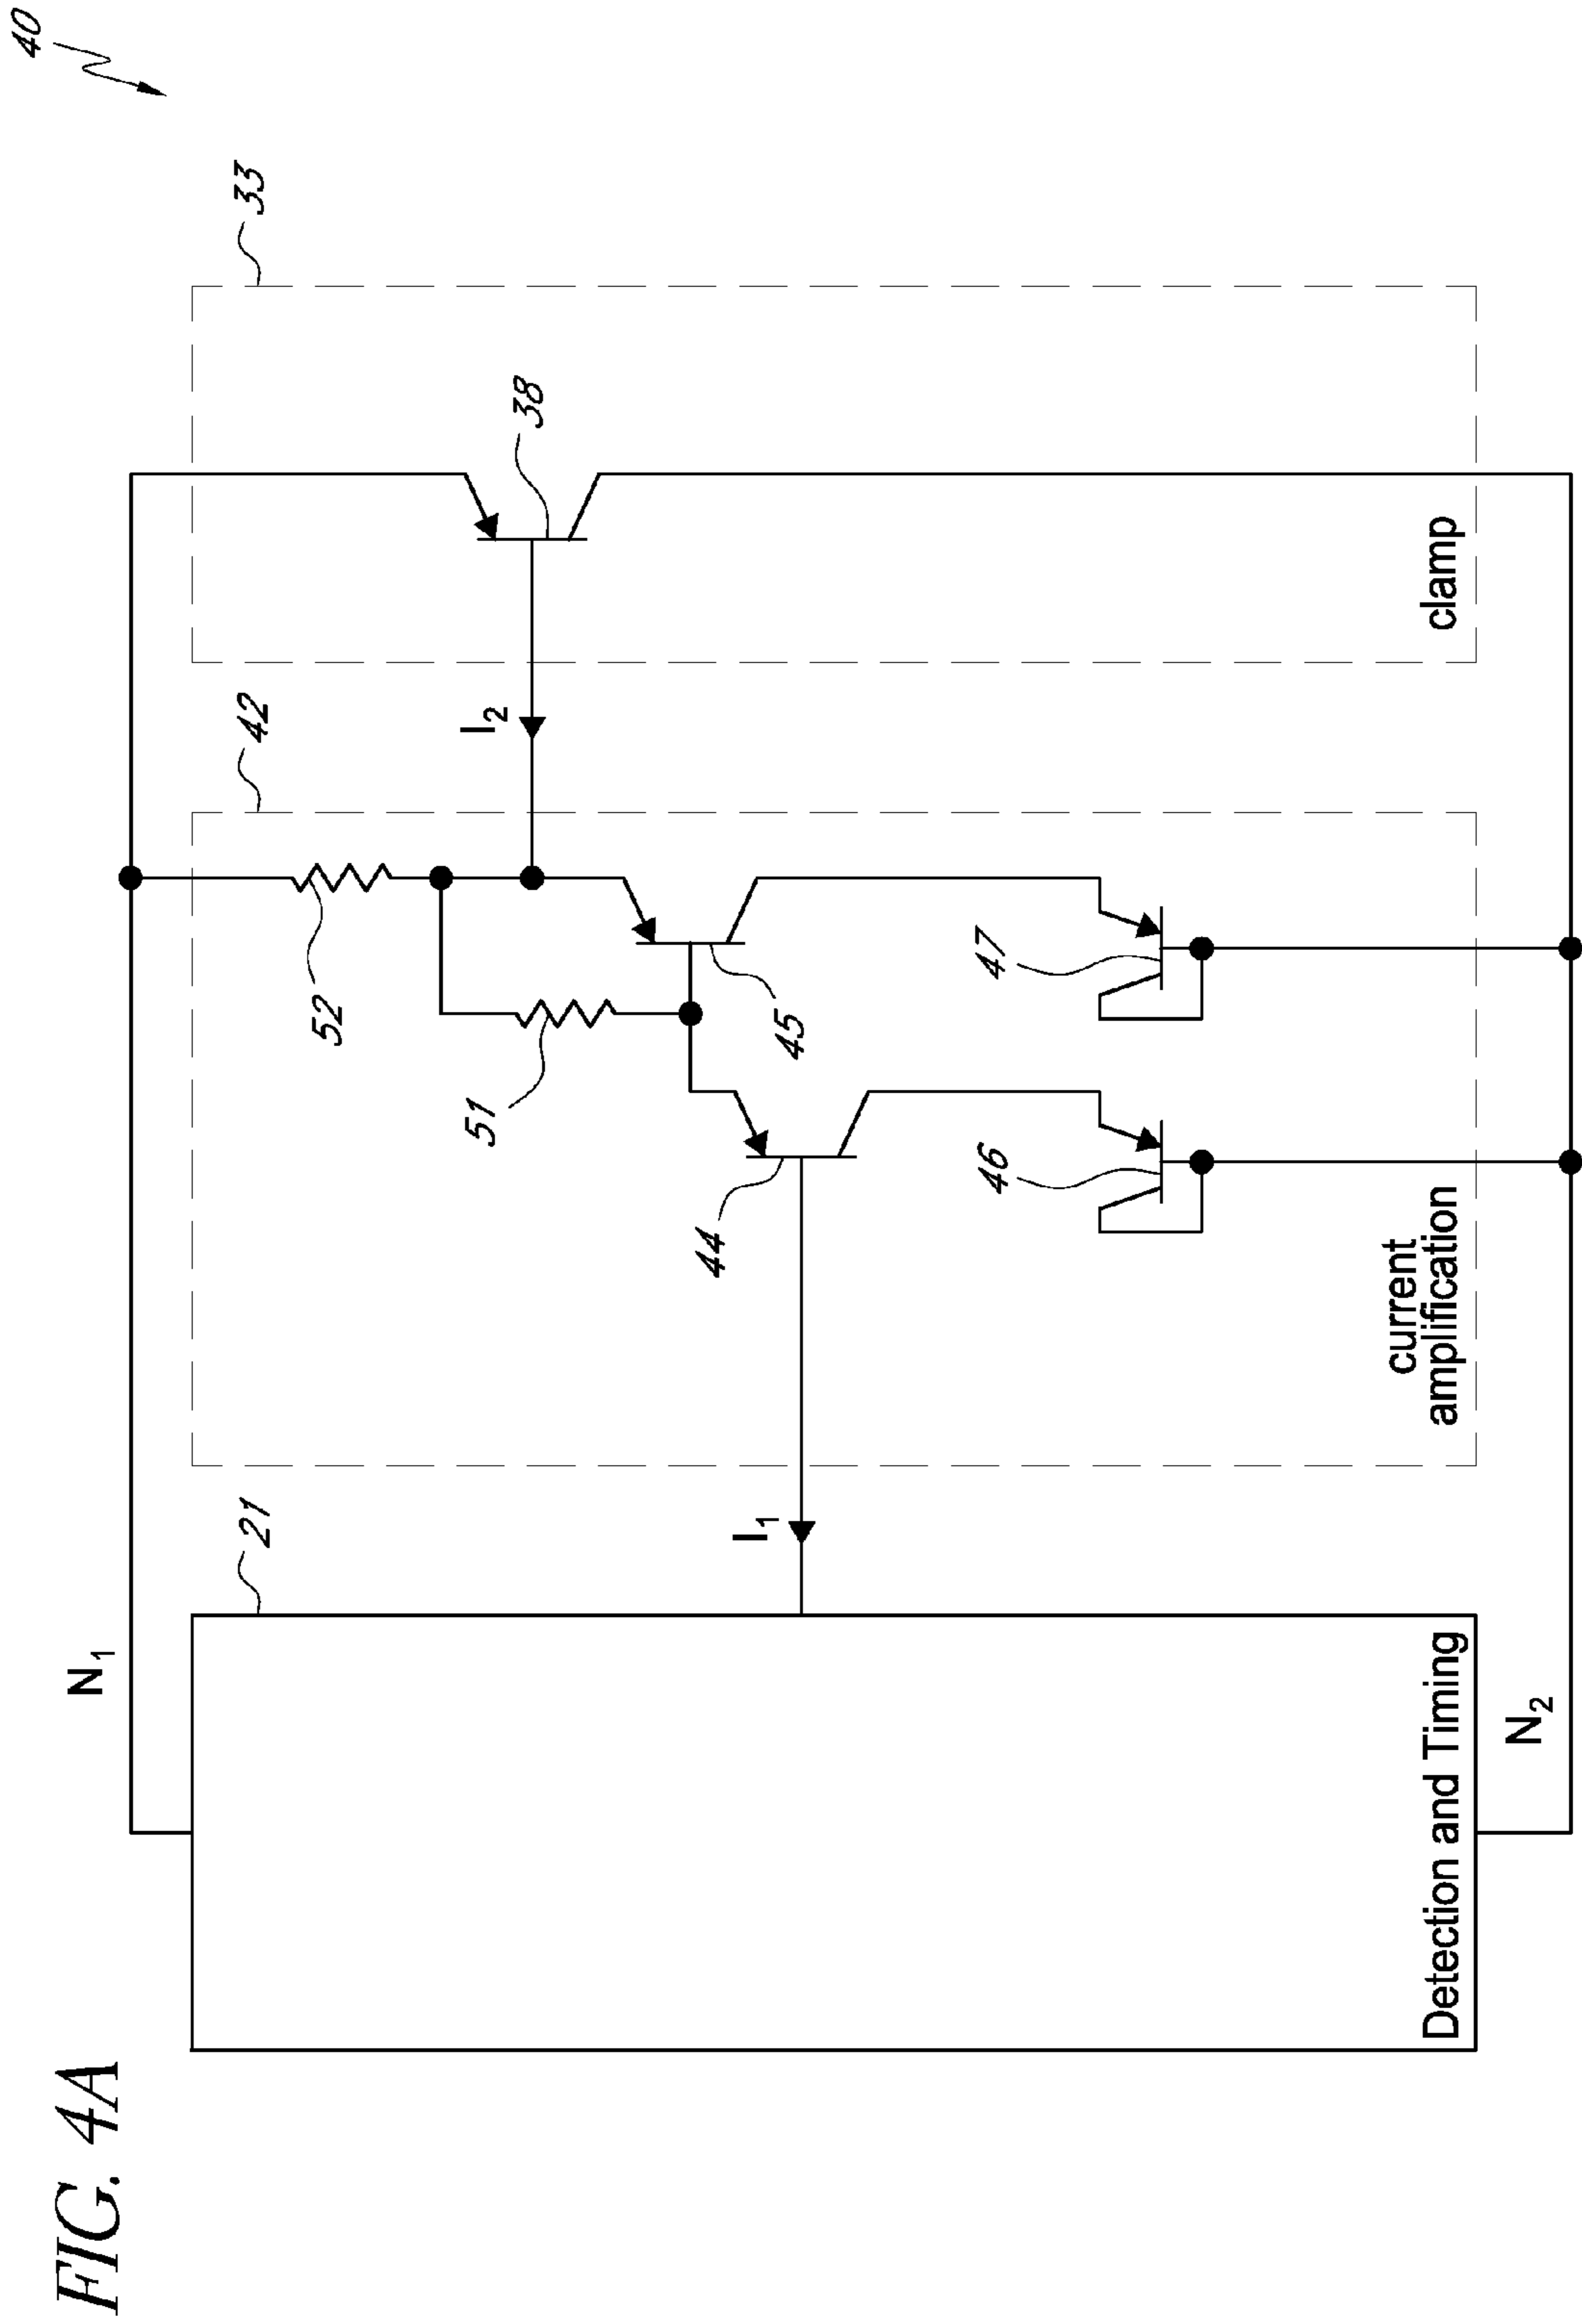 FIG. 4A
40
N₁
N₂
21
Detection and Timing
I₁
42
current
amplification
44
45
46
47
51
52
I₂
33
38
clamp